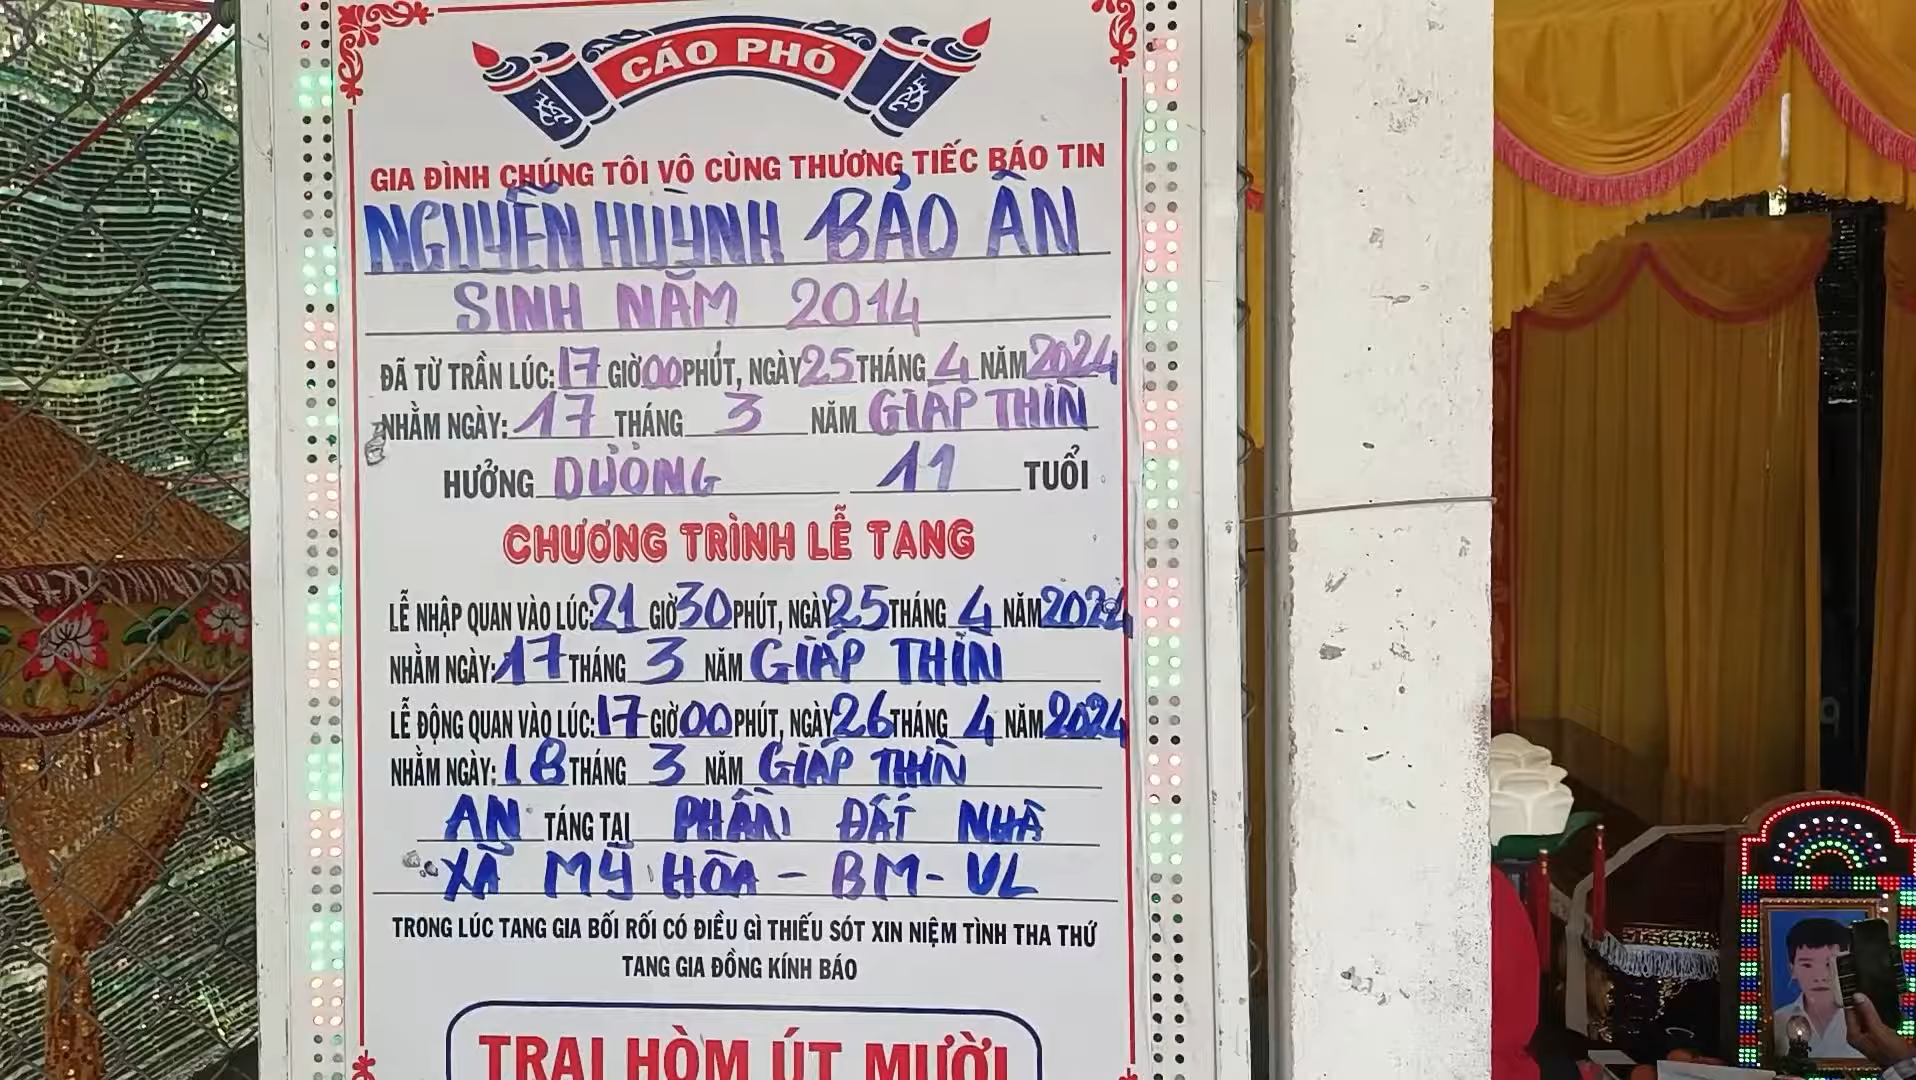 CÁO PHÓ
GIA ĐÌNH CHÚNG TÔI VÔ CÙNG THƯƠNG TIẾC BÁO TIN
NGUYỄN HUỲNH BẢO ÂN
SINH NĂM 2014
ĐÃ TỪ TRẦN LÚC: 17 GIỜ 00 PHÚT, NGÀY 25 THÁNG 4 NĂM 2024
NHẰM NGÀY: 17 THÁNG 3 NĂM GIÁP THÌN
HƯỞNG DƯỎNG 11 TUỔI
CHƯƠNG TRÌNH LỄ TANG
LỄ NHẬP QUAN VÀO LÚC: 21 GIỜ 30 PHÚT, NGÀY 25 THÁNG 4 NĂM 2024
NHẰM NGÀY: 17 THÁNG 3 NĂM GIÁP THÌN
LỄ ĐỘNG QUAN VÀO LÚC: 17 GIỜ 00 PHÚT, NGÀY 26 THÁNG 4 NĂM 2024
NHẰM NGÀY: 18 THÁNG 3 NĂM GIÁP THÌN
AN TÁNG TẠI PHẦN ĐẤT NHÀ
XÃ MỸ HÒA - BM - VL
TRONG LÚC TANG GIA BỐI RỐI CÓ ĐIỀU GÌ THIẾU SÓT XIN NIỆM TÌNH THA THỨ
TANG GIA ĐỒNG KÍNH BÁO
TRẠI HÒM ÚT MƯỜI